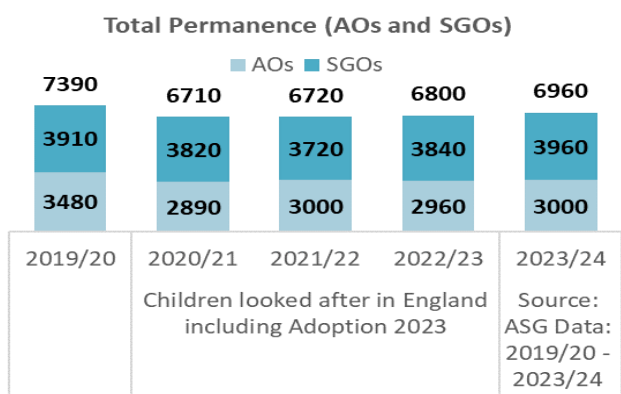 Total Permanence (AOs and SGOs)
AOs SGOs
7390 6710 6720 6800 6960
3910 3820 3720 3840 3960
3480 2890 3000 2960 3000
2019/20 2020/21 2021/22 2022/23 2023/24
Children looked after in England Source:
including Adoption 2023 ASG Data:
2019/20 -
2023/24